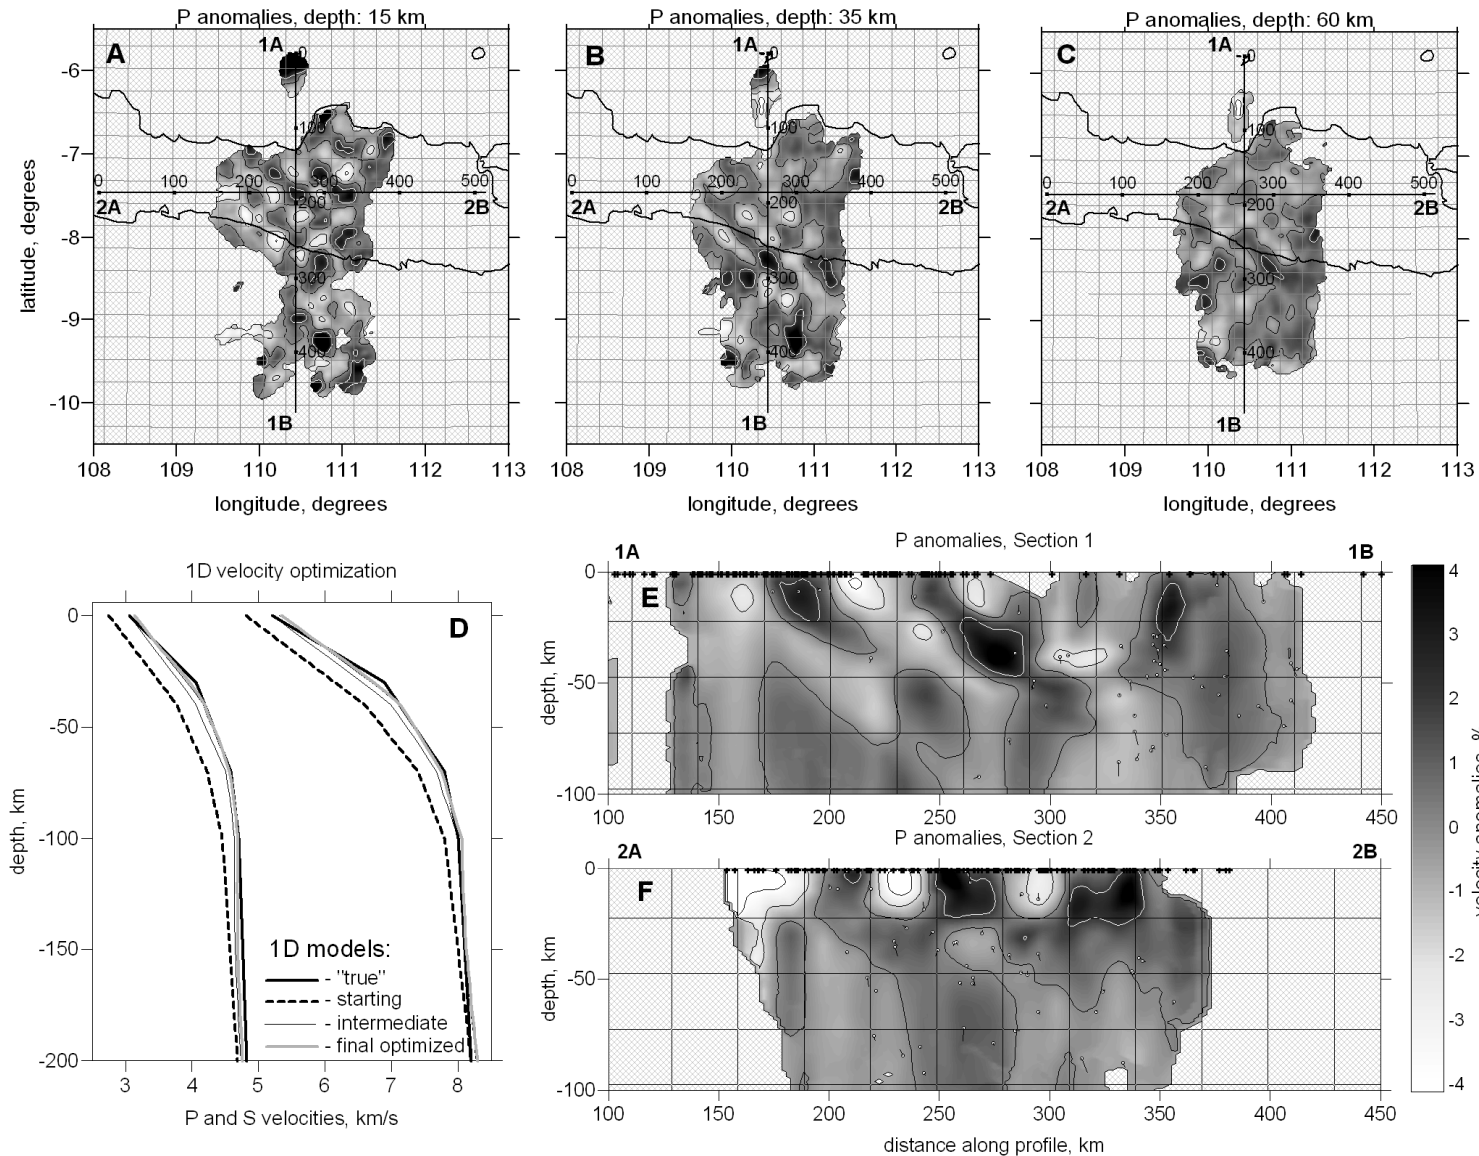 P anomalies, depth: 15 km
P anomalies, depth: 35 km
P anomalies, depth: 60 km
A
1A
0
100
200
300
400
0 100 200 300 400 500
2A
2B
1B
-6
-7
-8
-9
-10
latitude, degrees
108 109 110 111 112 113
longitude, degrees
B
1A
0
100
200
300
400
0 100 200 300 400 500
2A
2B
1B
108 109 110 111 112 113
longitude, degrees
C
1A
0
100
200
300
400
0 100 200 300 400 500
2A
2B
1B
108 109 110 111 112 113
longitude, degrees
1D velocity optimization
D
0
-50
-100
-150
-200
depth, km
1D models:
- "true"
- starting
- intermediate
- final optimized
3 4 5 6 7 8
P and S velocities, km/s
P anomalies, Section 1
1A
1B
E
0
-50
-100
depth, km
100 150 200 250 300 350 400 450
P anomalies, Section 2
2A
2B
F
0
-50
-100
depth, km
100 150 200 250 300 350 400 450
distance along profile, km
4
3
2
1
0
-1
-2
-3
-4
velocity anomalies, %